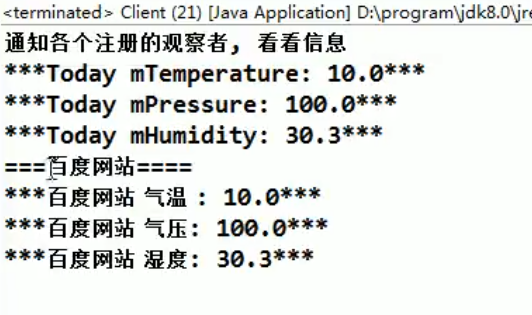 <terminated> Client (21) [Java Application] D:\program\jdk8.0\jre
通知各个注册的观察者, 看看信息
***Today mTemperature: 10.0***
***Today mPressure: 100.0***
***Today mHumidity: 30.3***
===百度网站====
***百度网站 气温 : 10.0***
***百度网站 气压: 100.0***
***百度网站 湿度: 30.3***